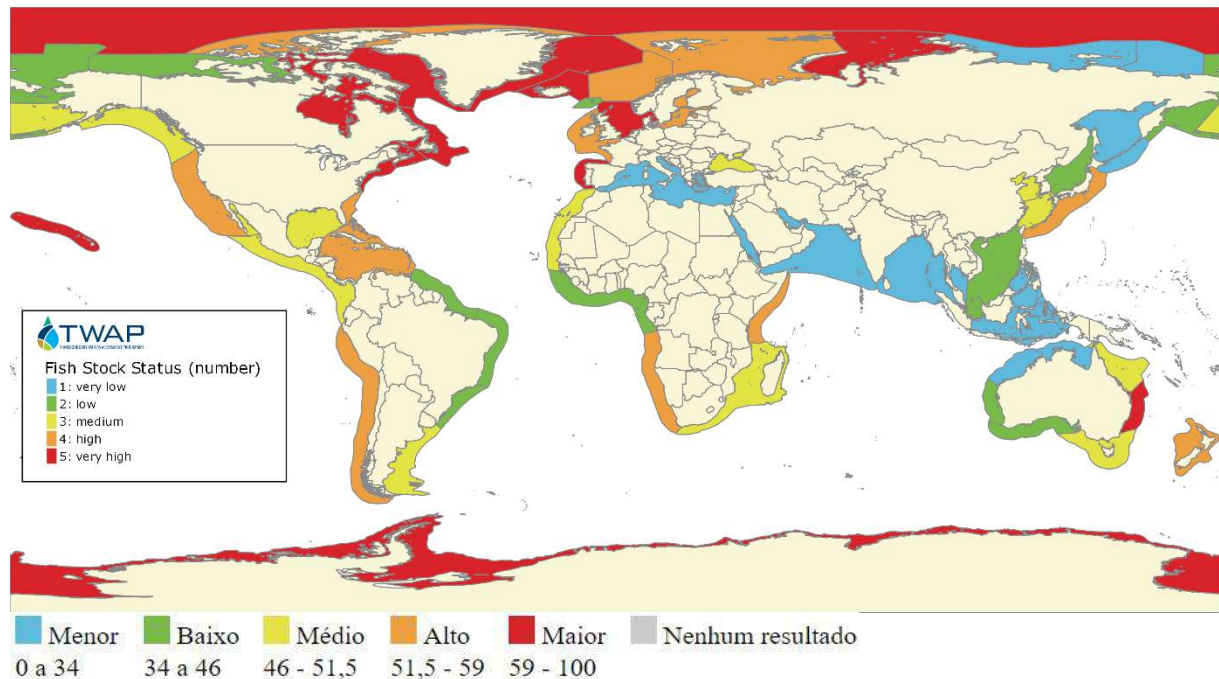 TWAP
Fish Stock Status (number)
1: very low
2: low
3: medium
4: high
5: very high
Menor Baixo Médio Alto Maior Nenhum resultado
0 a 34 34 a 46 46 - 51,5 51,5 - 59 59 - 100